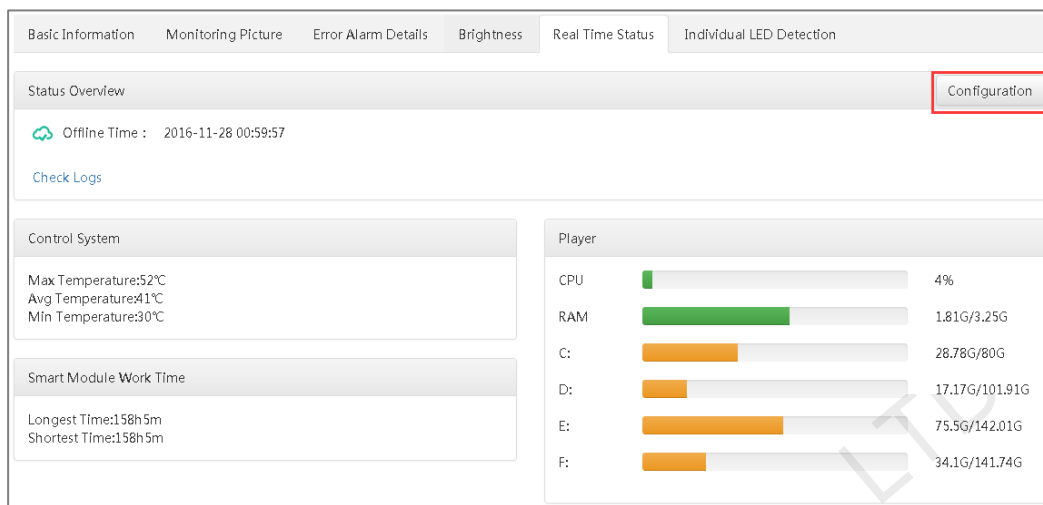 Basic Information Monitoring Picture Error Alarm Details Brightness Real Time Status Individual LED Detection
Status Overview Configuration
Offline Time : 2016-11-28 00:59:57
Check Logs
Control System
Max Temperature:52℃
Avg Temperature:41℃
Min Temperature:30℃
Smart Module Work Time
Longest Time:158h5m
Shortest Time:158h5m
Player
CPU 4%
RAM 1.81G/3.25G
C: 28.78G/80G
D: 17.17G/101.91G
E: 75.5G/142.01G
F: 34.1G/141.74G
LTD